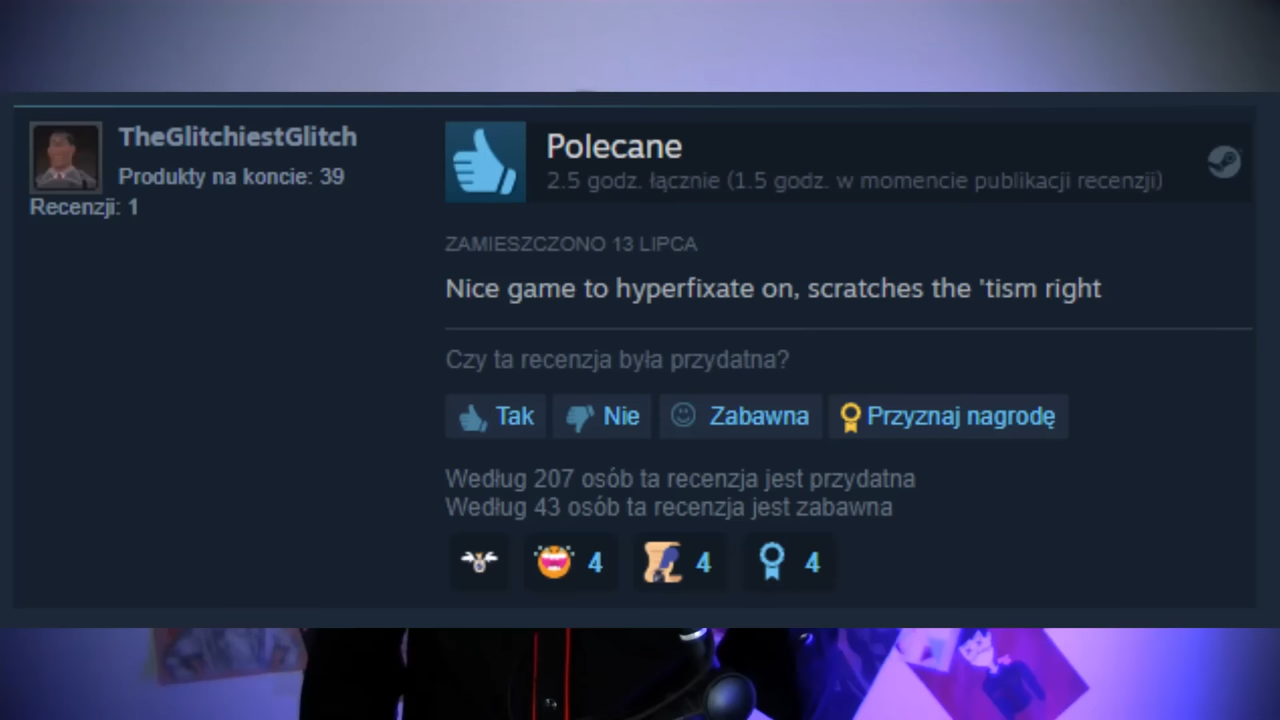 TheGlitchiestGlitch
Produkty na koncie: 39
Recenzji: 1
Polecane
2.5 godz. łącznie (1.5 godz. w momencie publikacji recenzji)
ZAMIESZCZONO 13 LIPCA
Nice game to hyperfixate on, scratches the 'tism right
Czy ta recenzja była przydatna?
Tak Nie Zabawna Przyznaj nagrodę
Według 207 osób ta recenzja jest przydatna
Według 43 osób ta recenzja jest zabawna
4 4 4